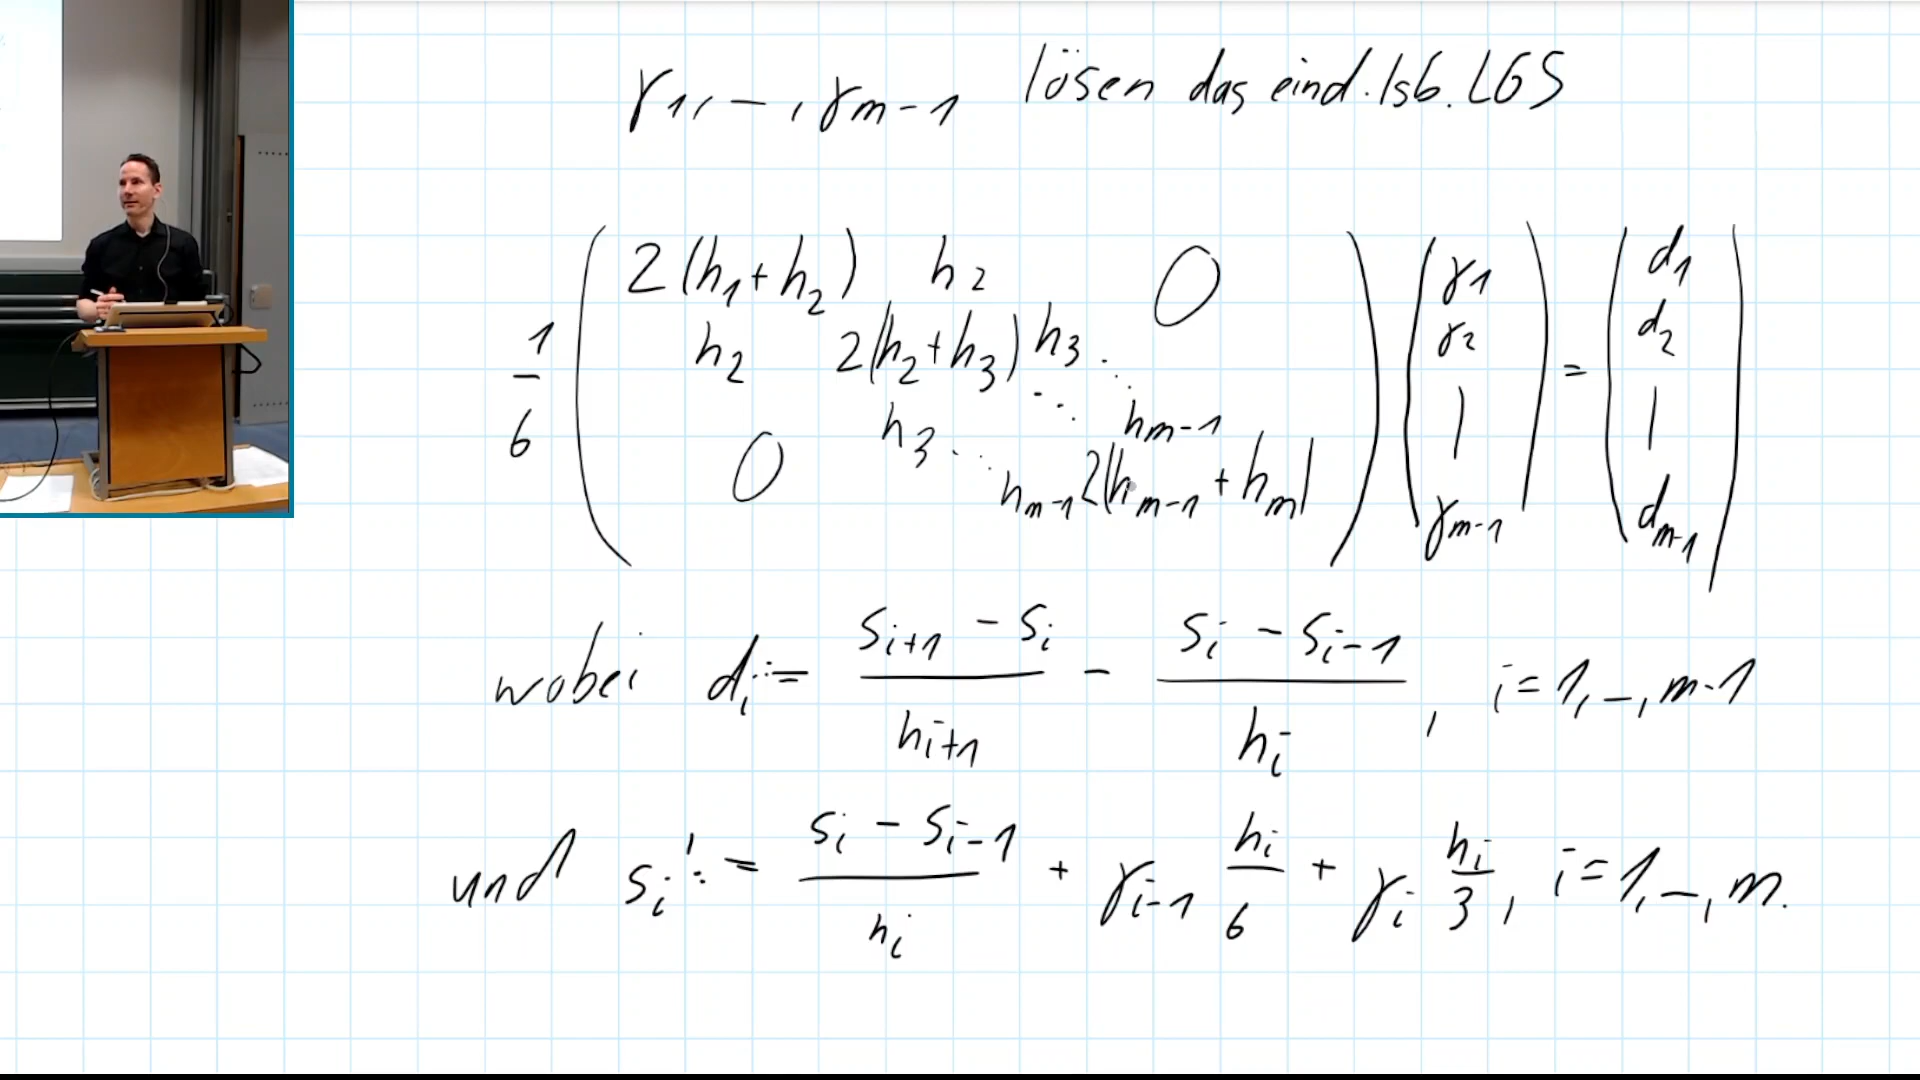 γ1, –, γm-1 lösen das eind. lsb. LGS
1/6 ( 2(h1+h2) h2 0 ) ( γ1 ) = ( d1 )
h2 2(h2+h3) h3 ⋱ γ2 d2
0 h3 ⋱ ⋱ hm-1 | |
hm-1 2(hm-1+hm) γm-1 dm-1
wobei di := (si+1 - si)/hi+1 - (si - si-1)/hi , i=1,–,m-1
und si' := (si - si-1)/hi + γi-1 hi/6 + γi hi/3 , i=1,–,m.